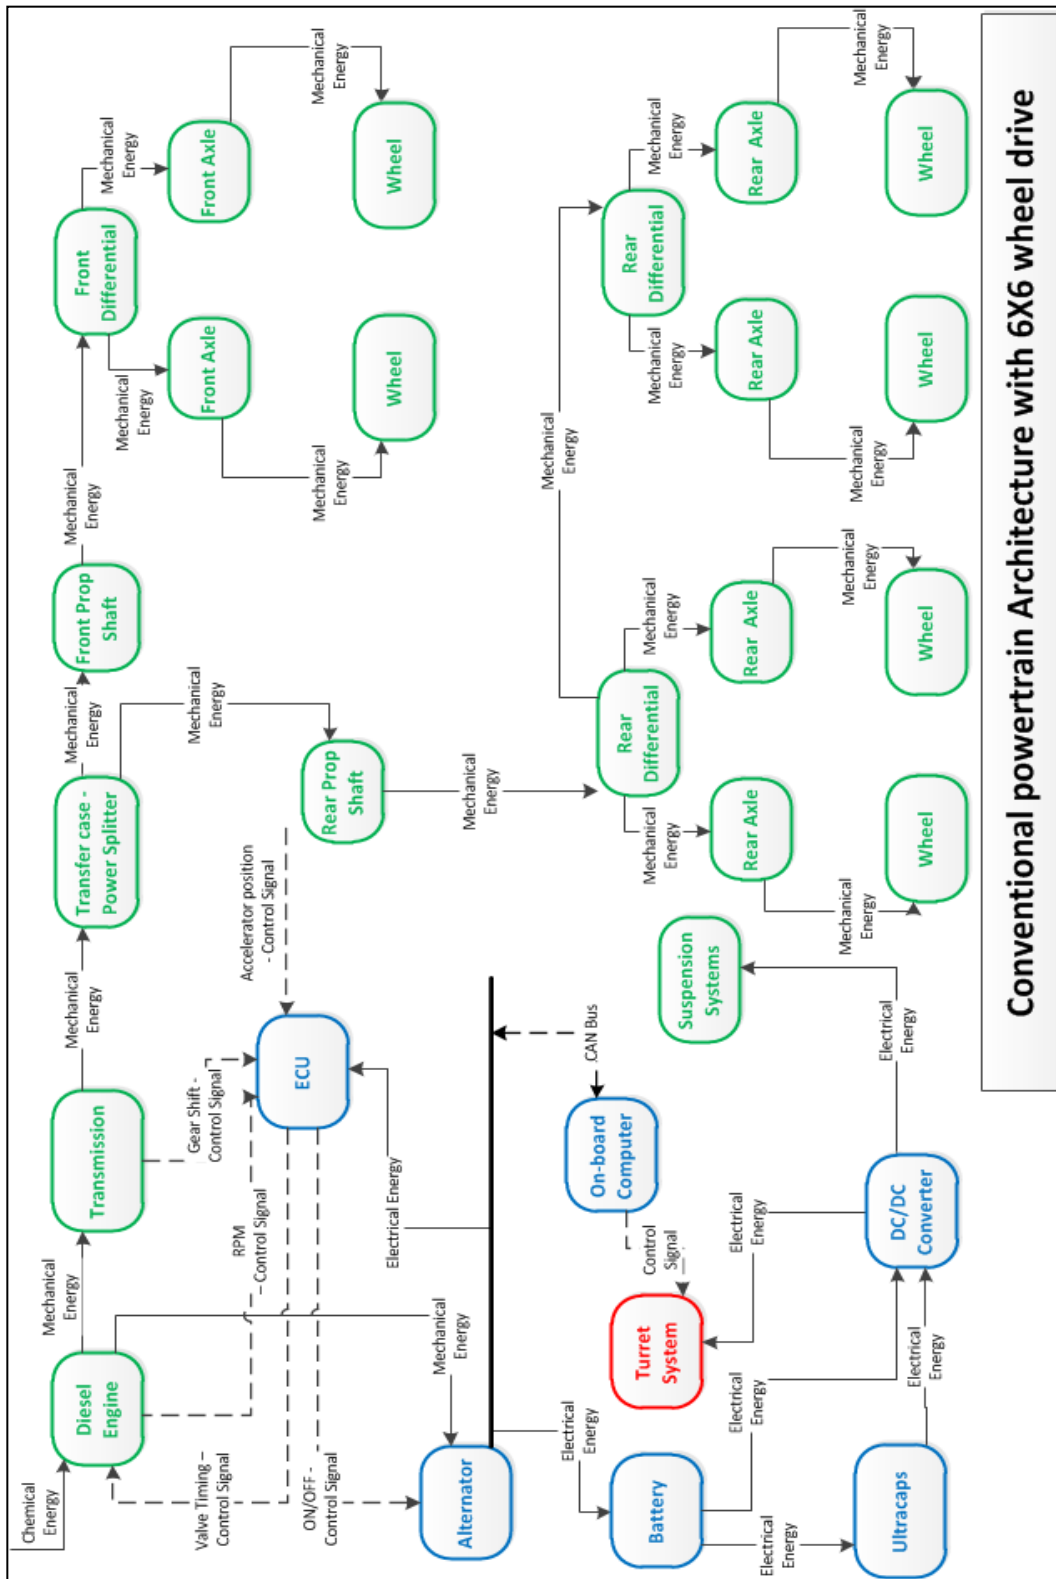 Chemical
Energy
Diesel
Engine
Mechanical
Energy
Transmission
Mechanical
Energy
Transfer case -
Power Splitter
Mechanical
Energy
Front Prop
Shaft
Mechanical
Energy
Front
Differential
Mechanical
Energy
Mechanical
Energy
Front Axle
Front Axle
Mechanical
Energy
Mechanical
Energy
Wheel
Wheel
Valve Timing –
Control Signal
RPM
– Control Signal
Gear Shift -
Control Signal
ON/OFF -
Control Signal
ECU
Accelerator position
- Control Signal
Mechanical
Energy
Rear Prop
Shaft
Mechanical
Energy
Mechanical
Energy
Alternator
Electrical Energy
Electrical
Energy
CAN Bus
Battery
Turret
System
Control
Signal
On-board
Computer
Electrical
Energy
Electrical
Energy
Electrical
Energy
Ultracaps
Electrical
Energy
DC/DC
Converter
Electrical
Energy
Suspension
Systems
Mechanical
Energy
Rear
Differential
Rear
Differential
Mechanical
Energy
Mechanical
Energy
Mechanical
Energy
Mechanical
Energy
Rear Axle
Rear Axle
Rear Axle
Rear Axle
Mechanical
Energy
Mechanical
Energy
Mechanical
Energy
Mechanical
Energy
Wheel
Wheel
Wheel
Wheel
Conventional powertrain Architecture with 6X6 wheel drive